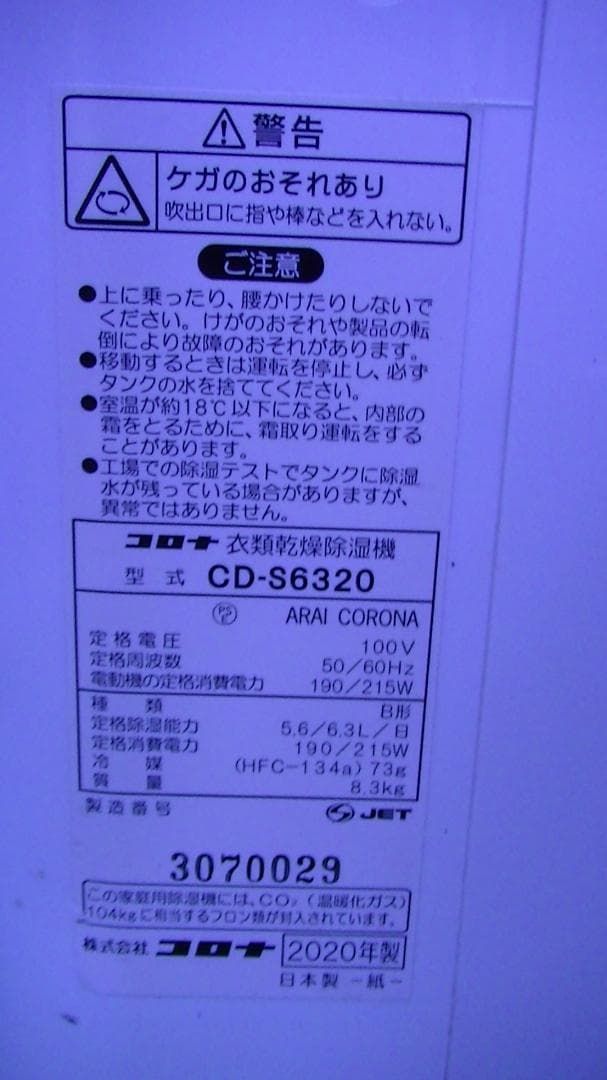 警告
ケガのおそれあり
吹出口に指や棒などを入れない。
ご注意
●上に乗ったり、腰かけたりしないで
ください。けがのおそれや製品の転
倒により故障のおそれがあります。
●移動するときは運転を停止し、必ず
タンクの水を捨ててください。
●室温が約18℃以下になると、内部の
霜をとるために、霜取り運転をする
ことがあります。
●工場での除湿テストでタンクに除湿
水が残っている場合がありますが、
異常ではありません。
コロナ 衣類乾燥除湿機
型式 CD-S6320
PS E ARAI CORONA
定格電圧 100V
定格周波数 50/60Hz
電動機の定格消費電力 190/215W
種類 B形
定格除湿能力 5.6/6.3L/日
定格消費電力 190/215W
冷媒 (HFC-134a) 73g
質量 8.3kg
製造番号 JET
3070029
この家庭用除湿機には、CO₂ (温暖化ガス)
104kgに相当するフロン類が封入されています。
株式会社 コロナ 2020年製
日本製 -紙-